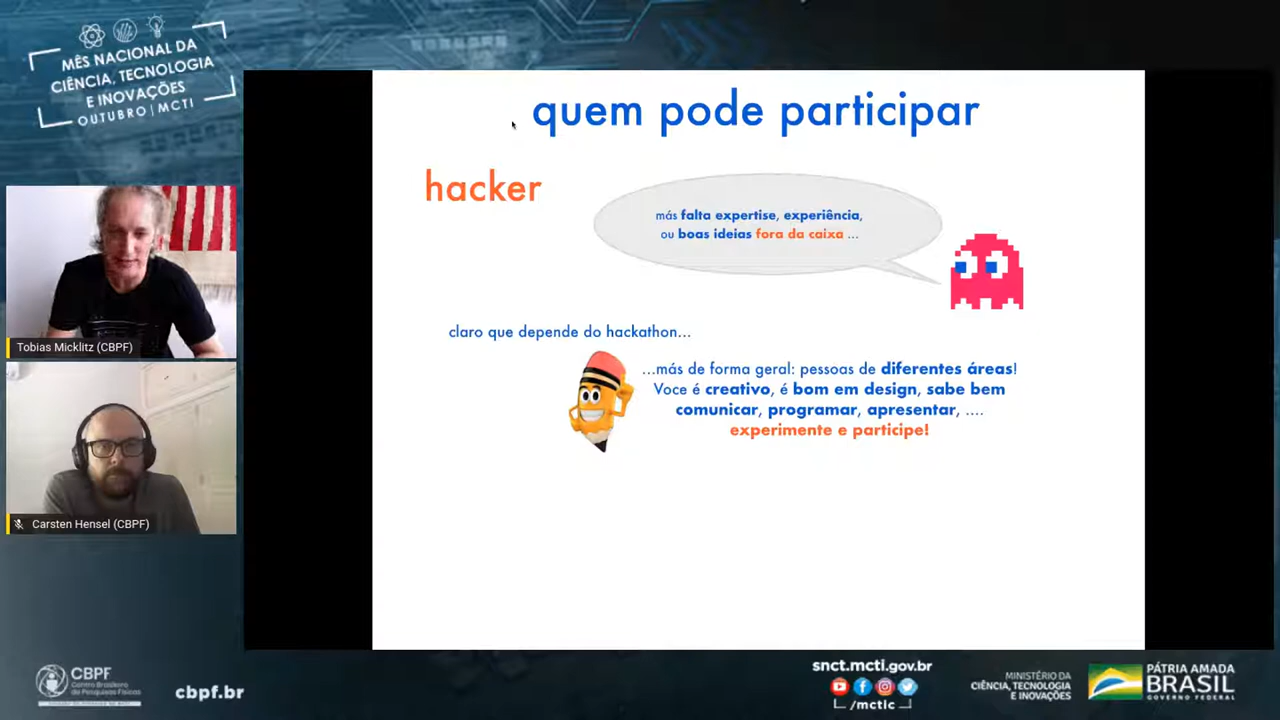 MÊS NACIONAL DA
CIÊNCIA, TECNOLOGIA
E INOVAÇÕES
OUTUBRO | MCTI
quem pode participar
hacker
más falta expertise, experiência,
ou boas ideias fora da caixa ...
claro que depende do hackathon...
...más de forma geral: pessoas de diferentes áreas!
Voce é creativo, é bom em design, sabe bem
comunicar, programar, apresentar, ....
experimente e participe!
Tobias Micklitz (CBPF)
Carsten Hensel (CBPF)
CBPF
Centro Brasileiro
de Pesquisas Físicas
cbpf.br
snct.mcti.gov.br
/mctic
MINISTÉRIO DA
CIÊNCIA, TECNOLOGIA
E INOVAÇÕES
PÁTRIA AMADA
BRASIL
GOVERNO FEDERAL